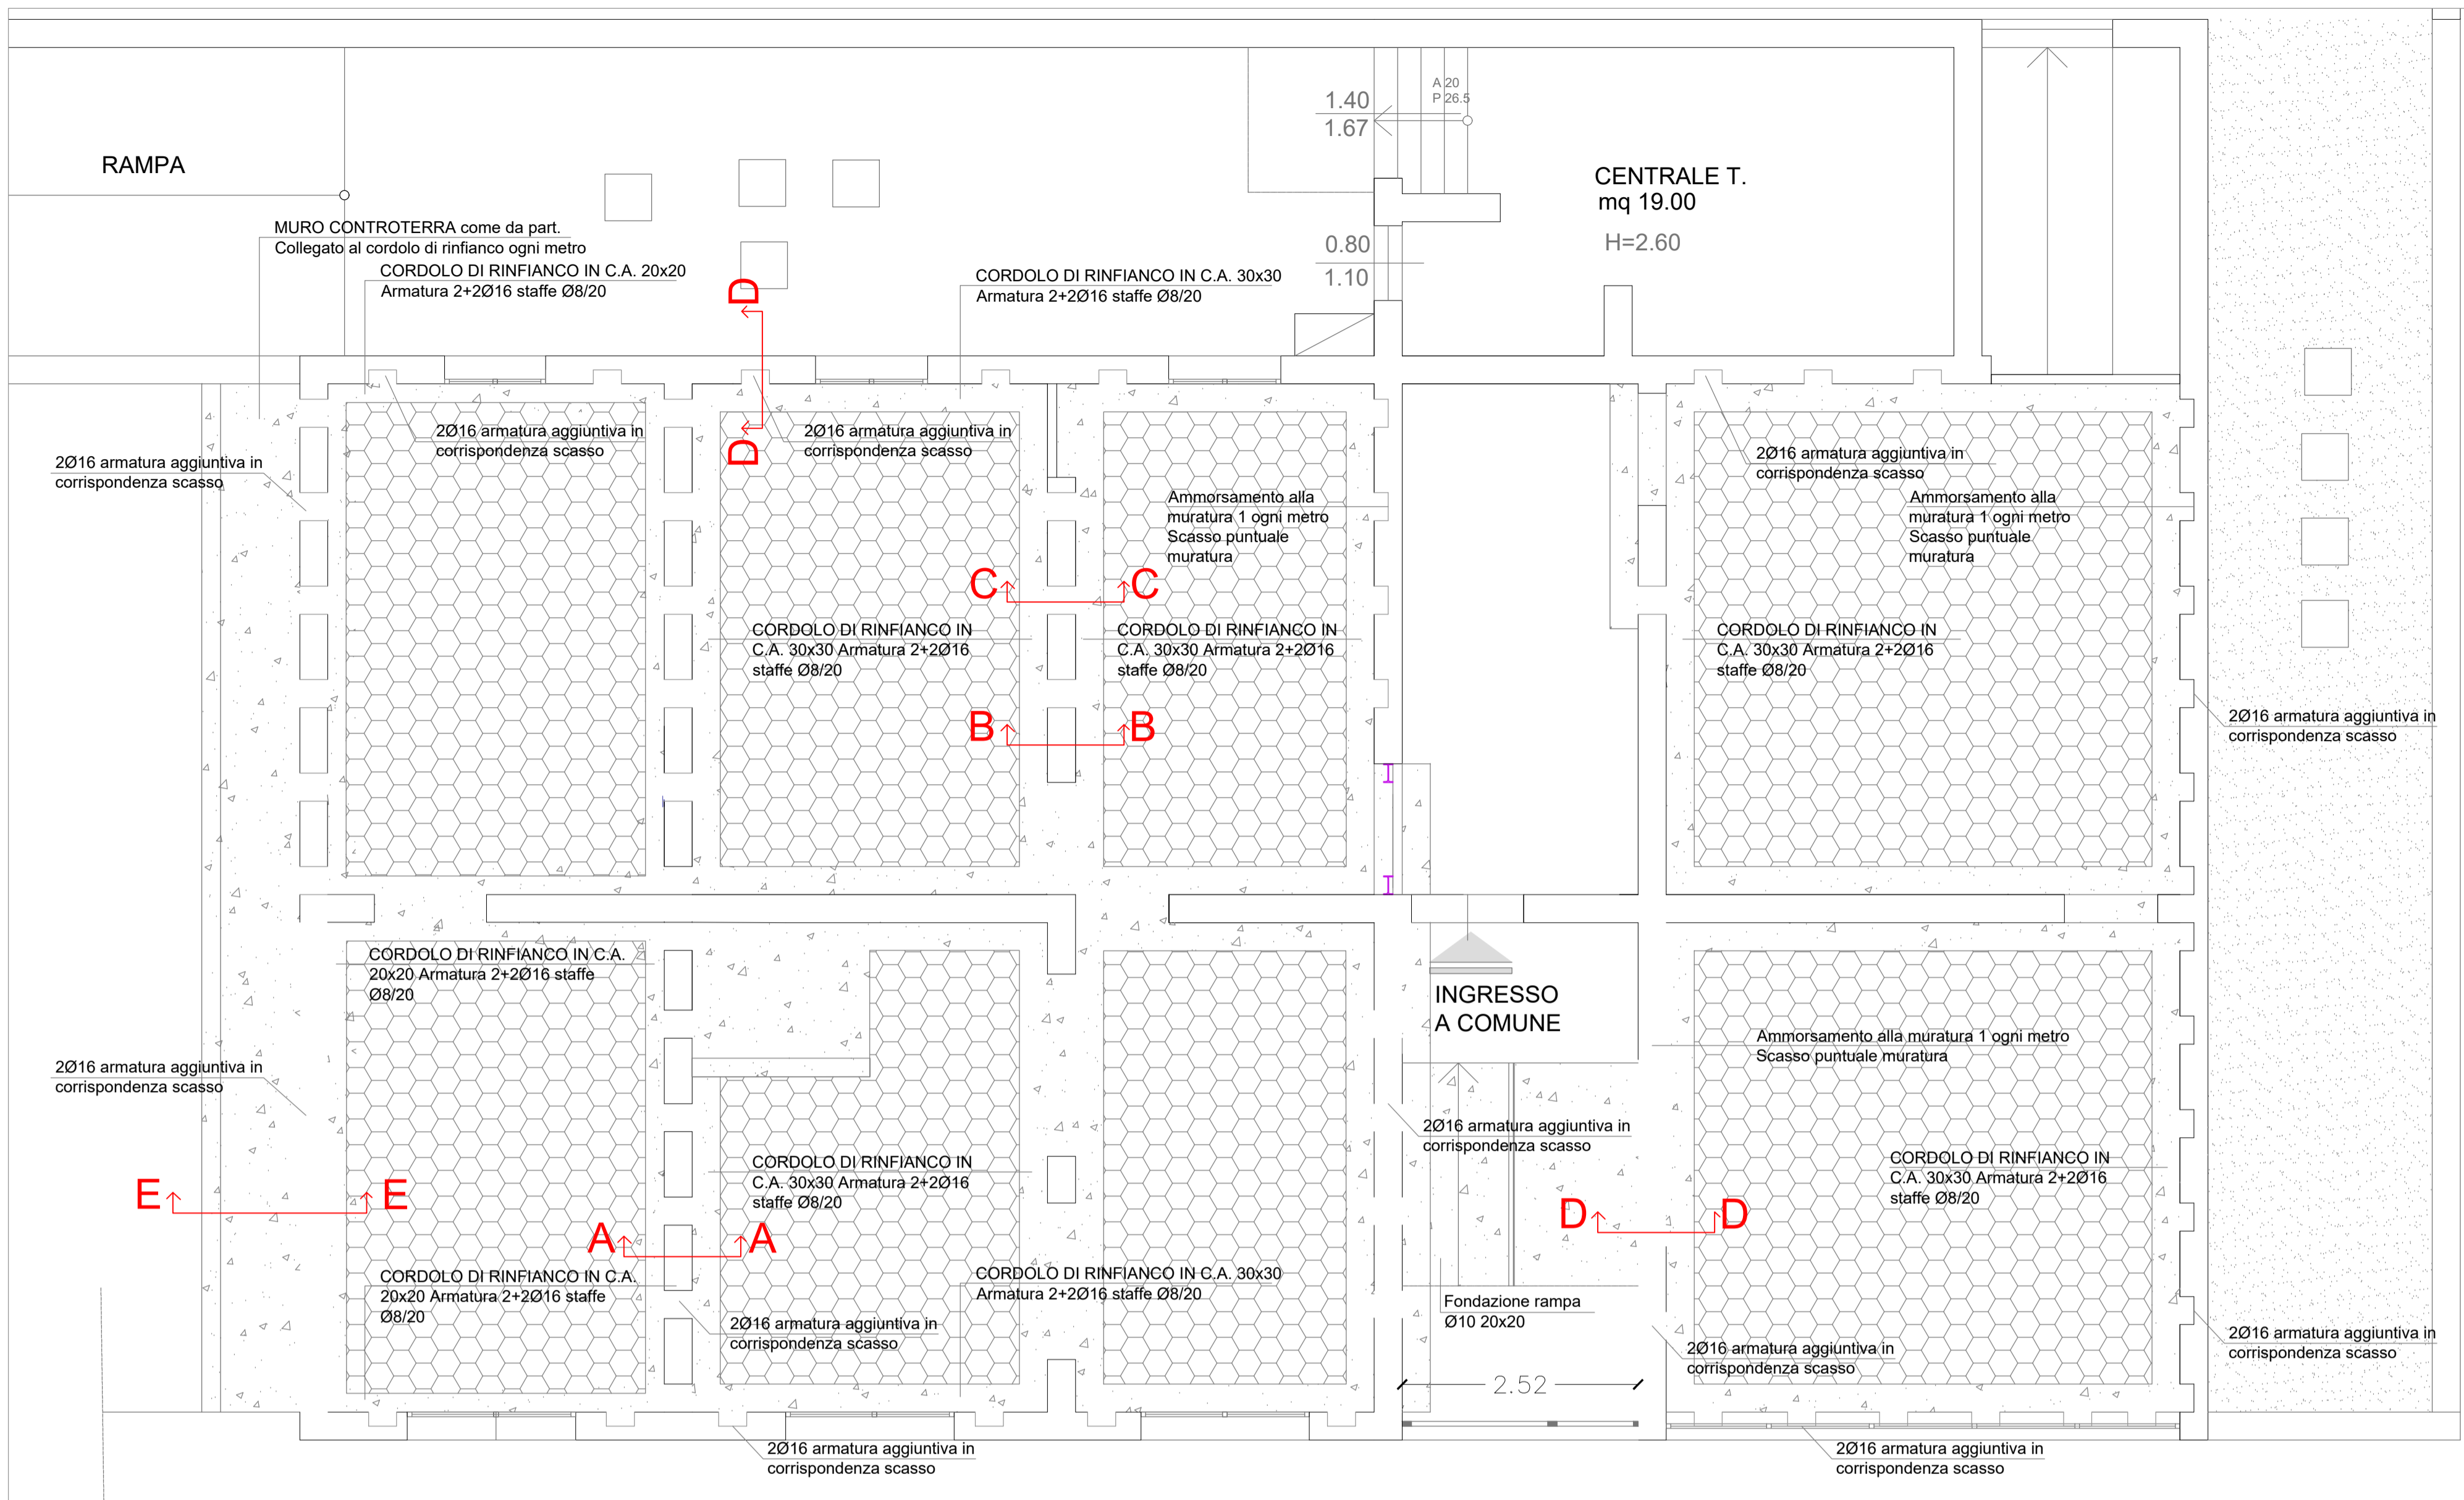 1.40
1.67
A 20
P 26.5
RAMPA
CENTRALE T.
mq 19.00
H=2.60
MURO CONTROTERRA come da part.
Collegato al cordolo di rinfianco ogni metro
0.80
1.10
CORDOLO DI RINFIANCO IN C.A. 20x20
Armatura 2+2Ø16 staffe Ø8/20
CORDOLO DI RINFIANCO IN C.A. 30x30
Armatura 2+2Ø16 staffe Ø8/20
D
D
2Ø16 armatura aggiuntiva in
corrispondenza scasso
2Ø16 armatura aggiuntiva in
corrispondenza scasso
2Ø16 armatura aggiuntiva in
corrispondenza scasso
2Ø16 armatura aggiuntiva in
corrispondenza scasso
Ammorsamento alla
muratura 1 ogni metro
Scasso puntuale
muratura
Ammorsamento alla
muratura 1 ogni metro
Scasso puntuale
muratura
C
C
CORDOLO DI RINFIANCO IN
C.A. 30x30 Armatura 2+2Ø16
staffe Ø8/20
CORDOLO DI RINFIANCO IN
C.A. 30x30 Armatura 2+2Ø16
staffe Ø8/20
CORDOLO DI RINFIANCO IN
C.A. 30x30 Armatura 2+2Ø16
staffe Ø8/20
B
B
2Ø16 armatura aggiuntiva in
corrispondenza scasso
CORDOLO DI RINFIANCO IN C.A.
20x20 Armatura 2+2Ø16 staffe
Ø8/20
INGRESSO
A COMUNE
Ammorsamento alla muratura 1 ogni metro
Scasso puntuale muratura
2Ø16 armatura aggiuntiva in
corrispondenza scasso
2Ø16 armatura aggiuntiva in
corrispondenza scasso
CORDOLO DI RINFIANCO IN
C.A. 30x30 Armatura 2+2Ø16
staffe Ø8/20
CORDOLO DI RINFIANCO IN
C.A. 30x30 Armatura 2+2Ø16
staffe Ø8/20
E
E
A
A
D
D
CORDOLO DI RINFIANCO IN C.A.
20x20 Armatura 2+2Ø16 staffe
Ø8/20
CORDOLO DI RINFIANCO IN C.A. 30x30
Armatura 2+2Ø16 staffe Ø8/20
Fondazione rampa
Ø10 20x20
2Ø16 armatura aggiuntiva in
corrispondenza scasso
2Ø16 armatura aggiuntiva in
corrispondenza scasso
2Ø16 armatura aggiuntiva in
corrispondenza scasso
2.52
2Ø16 armatura aggiuntiva in
corrispondenza scasso
2Ø16 armatura aggiuntiva in
corrispondenza scasso